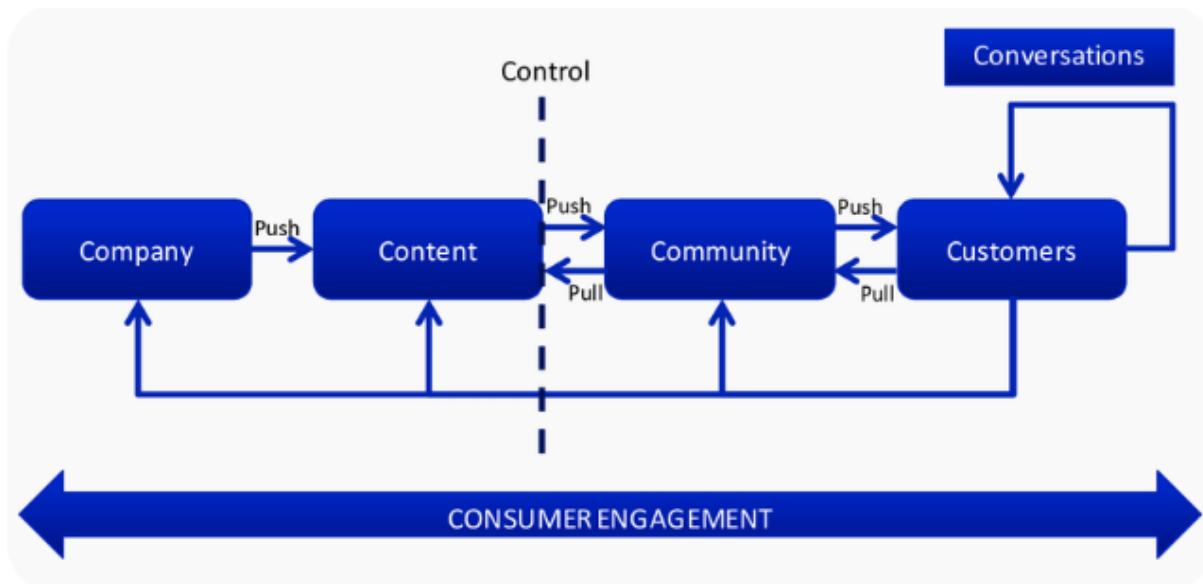 Conversations
Control
Push
Push
Push
Company
Content
Community
Customers
Pull
Pull
CONSUMER ENGAGEMENT